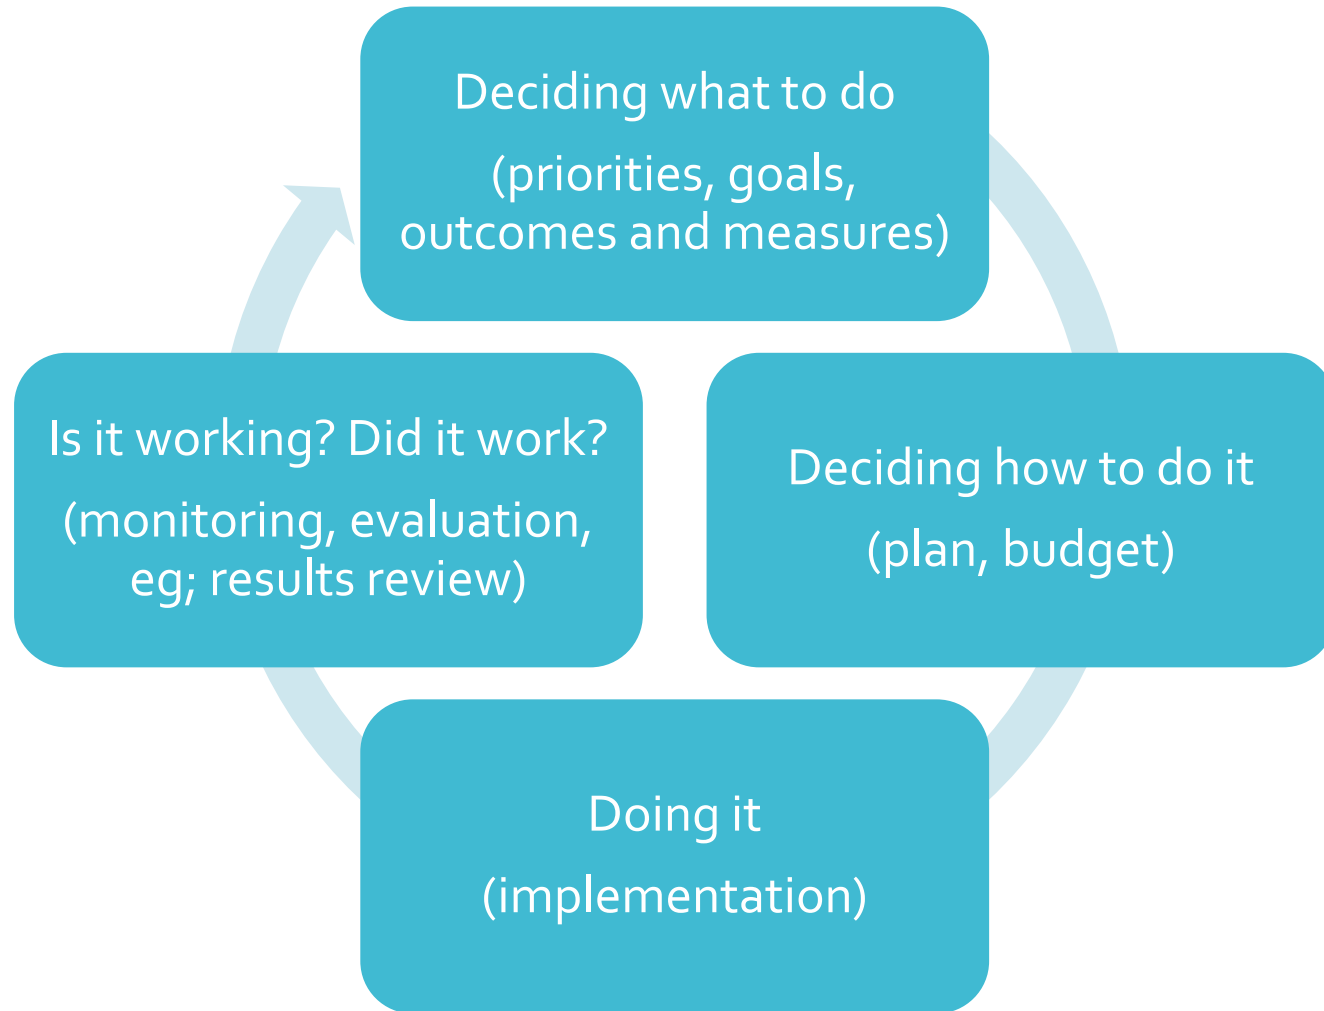 Deciding what to do
(priorities, goals,
outcomes and measures)
Deciding how to do it
(plan, budget)
Doing it
(implementation)
Is it working? Did it work?
(monitoring, evaluation,
eg; results review)